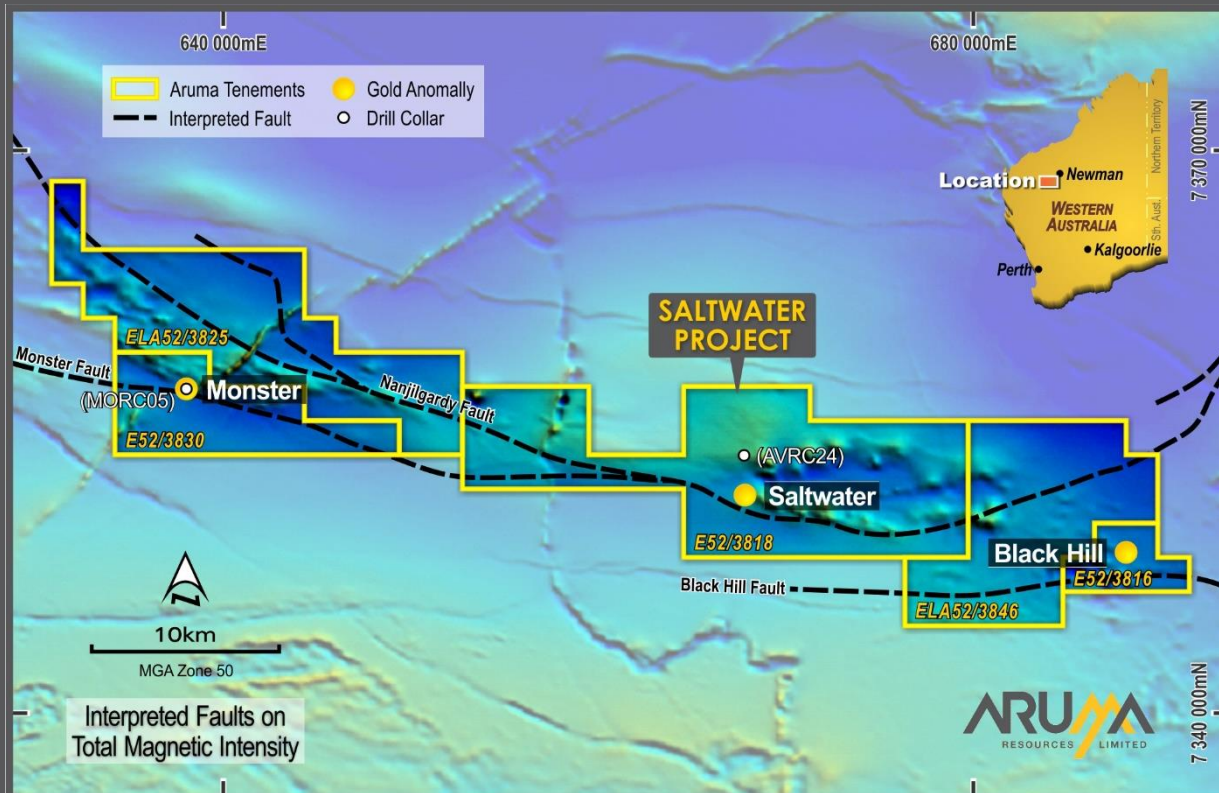 640 000mE
680 000mE
Aruma Tenements
Gold Anomally
Interpreted Fault
Drill Collar
7 370 000mN
Northern Territory
Sth. Aust.
Newman
Location
WESTERN
AUSTRALIA
Kalgoorlie
Perth
SALTWATER
PROJECT
ELA52/3825
Monster Fault
(MORC05)
Monster
Nanjilgardy Fault
E52/3830
(AVRC24)
Saltwater
E52/3818
Black Hill
E52/3816
Black Hill Fault
ELA52/3846
N
10km
MGA Zone 50
Interpreted Faults on
Total Magnetic Intensity
ARUMA
RESOURCES LIMITED
7 340 000mN